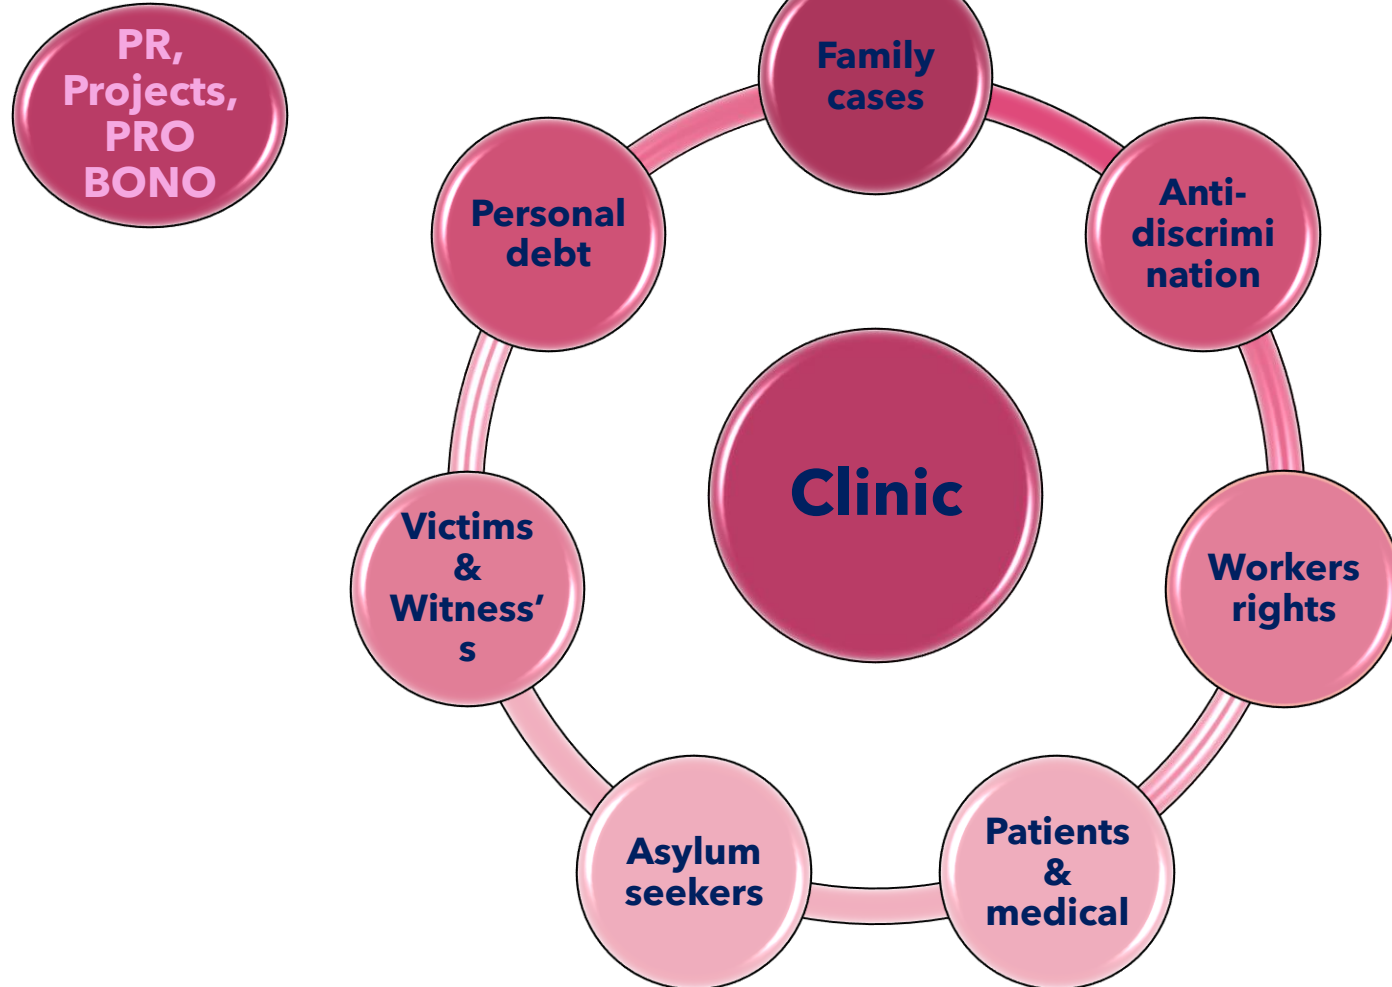 PR,
Projects,
PRO
BONO
Family
cases
Anti-
discrimi
nation
Workers
rights
Patients
&
medical
Asylum
seekers
Victims
&
Witness’
s
Personal
debt
Clinic